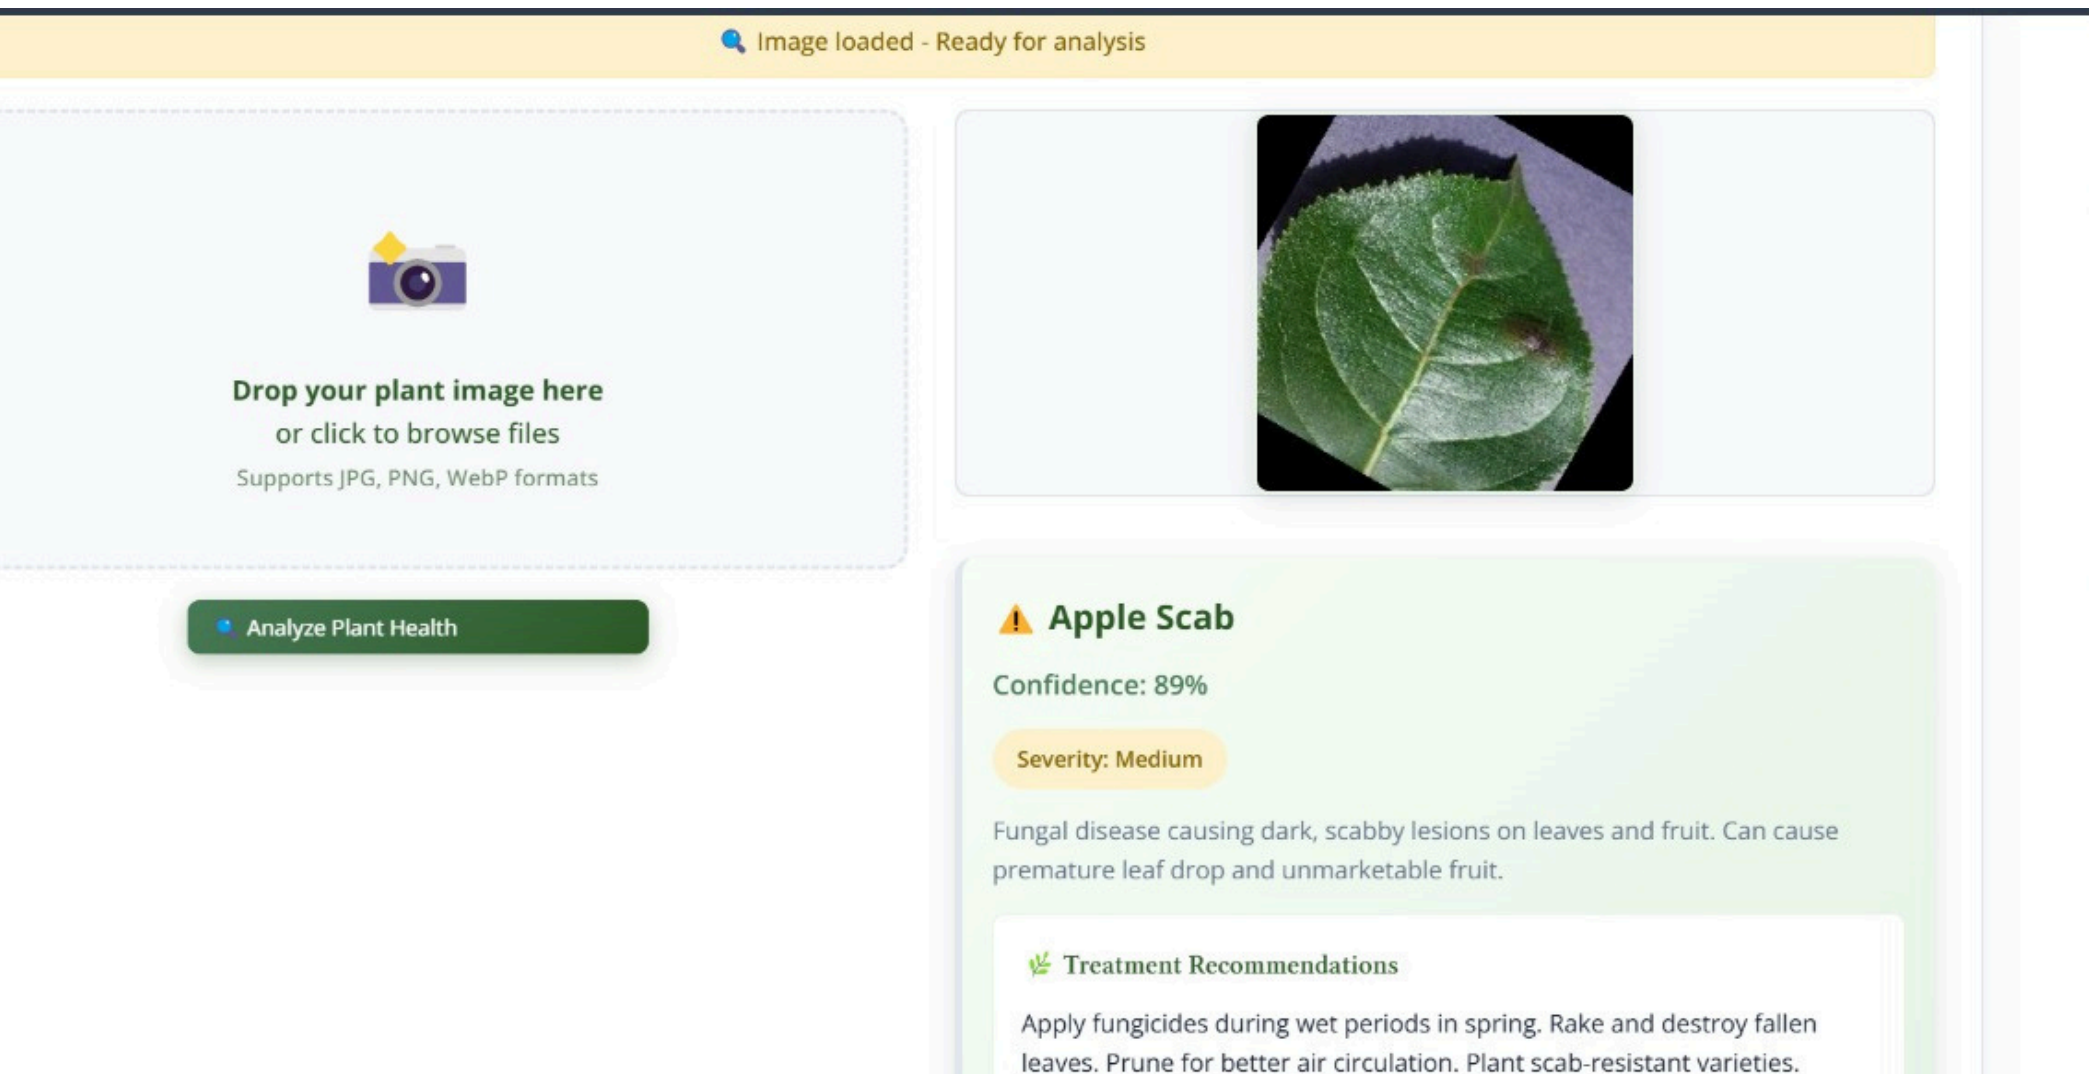 Image loaded - Ready for analysis
Drop your plant image here
or click to browse files
Supports JPG, PNG, WebP formats
Analyze Plant Health
Apple Scab
Confidence: 89%
Severity: Medium
Fungal disease causing dark, scabby lesions on leaves and fruit. Can cause
premature leaf drop and unmarketable fruit.
Treatment Recommendations
Apply fungicides during wet periods in spring. Rake and destroy fallen
leaves. Prune for better air circulation. Plant scab-resistant varieties.